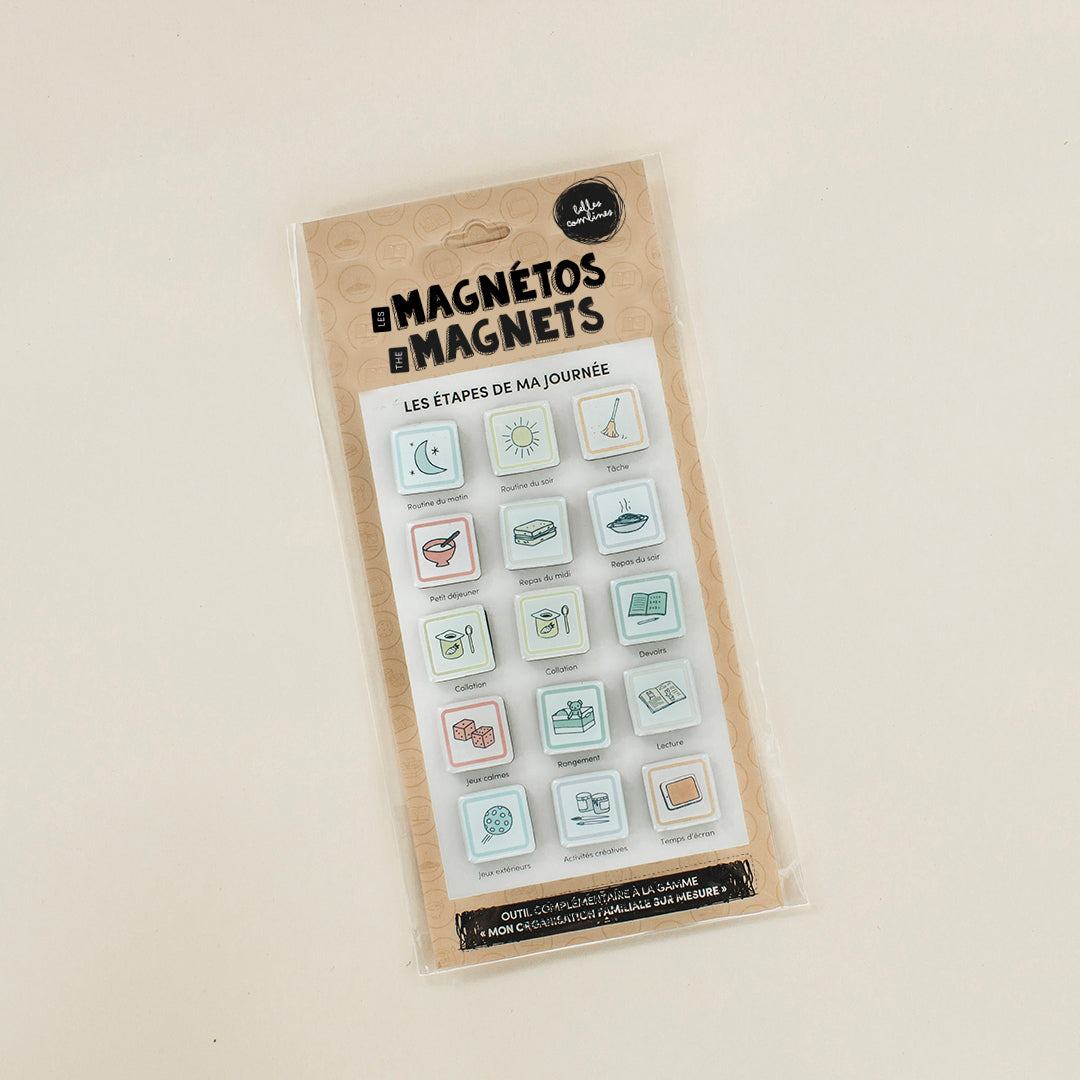 belles
combines
LES MAGNÉTOS
THE MAGNETS
LES ÉTAPES DE MA JOURNÉE
Routine du matin
Routine du soir
Tâche
Petit déjeuner
Repas du midi
Repas du soir
Collation
Collation
Devoirs
Jeux calmes
Rangement
Lecture
Jeux extérieurs
Activités créatives
Temps d'écran
OUTIL COMPLÉMENTAIRE À LA GAMME
« MON ORGANISATION FAMILIALE SUR MESURE »